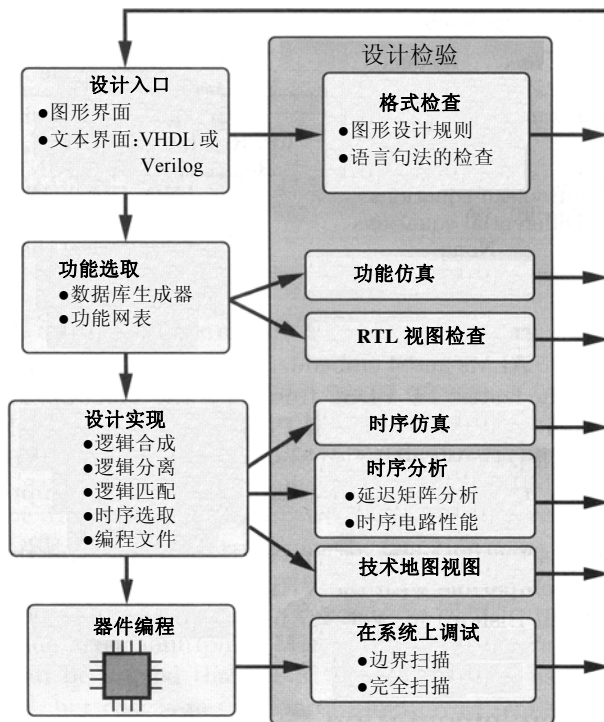 设计检验
设计入口
●图形界面
●文本界面:VHDL 或
Verilog
格式检查
●图形设计规则
●语言句法的检查
功能选取
●数据库生成器
●功能网表
功能仿真
RTL 视图检查
设计实现
●逻辑合成
●逻辑分离
●逻辑匹配
●时序选取
●编程文件
时序仿真
时序分析
●延迟矩阵分析
●时序电路性能
技术地图视图
器件编程
在系统上调试
●边界扫描
●完全扫描